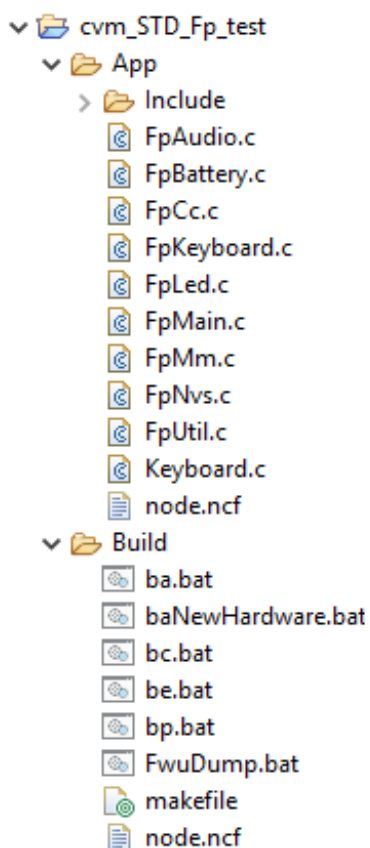 cvm_STD_Fp_test
App
Include
FpAudio.c
FpBattery.c
FpCc.c
FpKeyboard.c
FpLed.c
FpMain.c
FpMm.c
FpNvs.c
FpUtil.c
Keyboard.c
node.ncf
Build
ba.bat
baNewHardware.bat
bc.bat
be.bat
bp.bat
FwuDump.bat
makefile
node.ncf